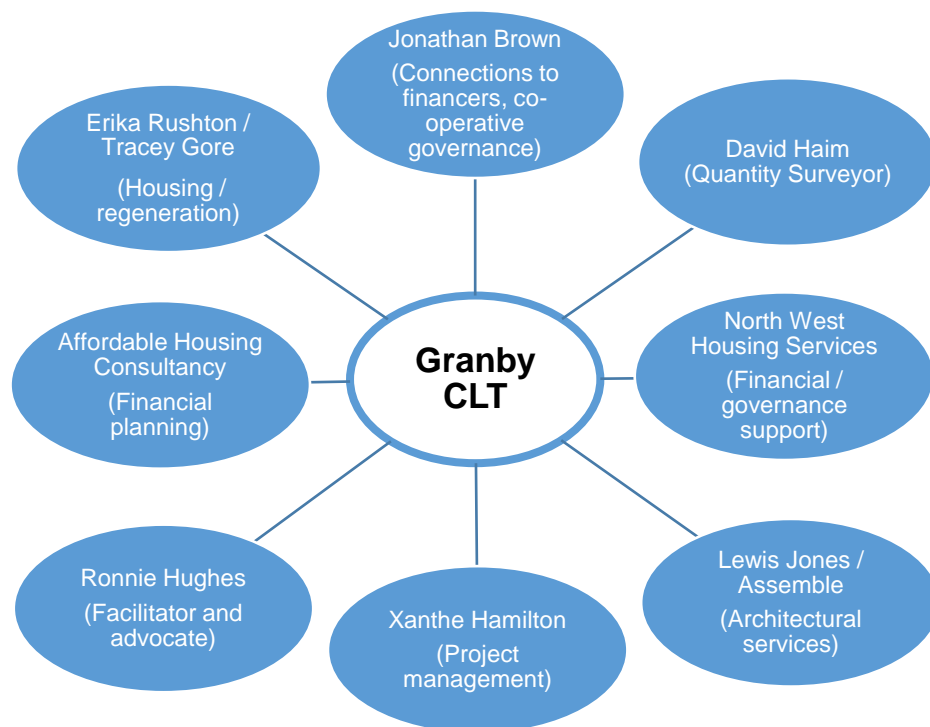 Jonathan Brown
(Connections to
financers, co-
operative
governance)
Erika Rushton /
Tracey Gore
(Housing /
regeneration)
David Haim
(Quantity Surveyor)
Affordable Housing
Consultancy
(Financial
planning)
Granby
CLT
North West
Housing Services
(Financial /
governance
support)
Ronnie Hughes
(Facilitator and
advocate)
Xanthe Hamilton
(Project
management)
Lewis Jones /
Assemble
(Architectural
services)